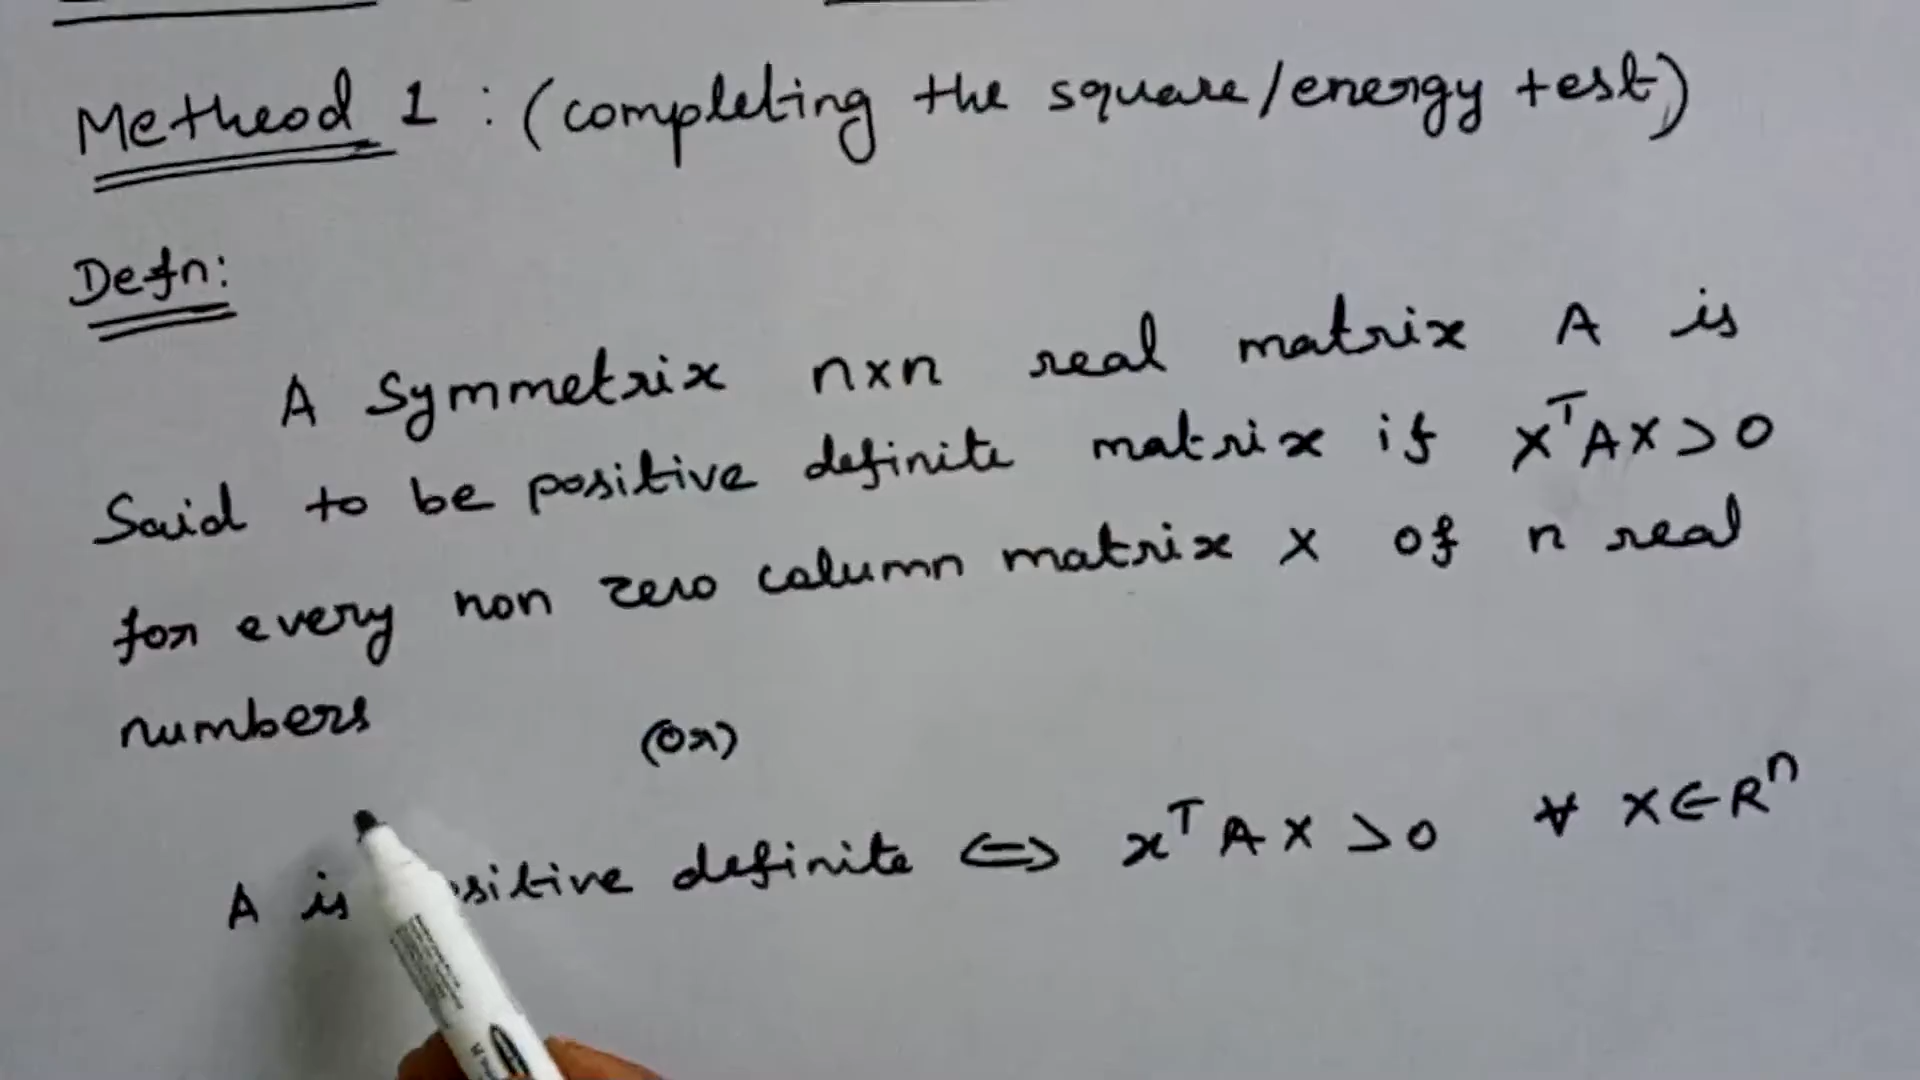 Metheod 1 : (completing the square/energy test)
Defn:
A Symmetrix n×n real matrix A is
Said to be positive definite matrix if X^T A X > 0
for every non zero column matrix X of n real
numbers
(or)
A is sitive definite ⇔ x^T A X > 0 ∀ X ∈ R^n